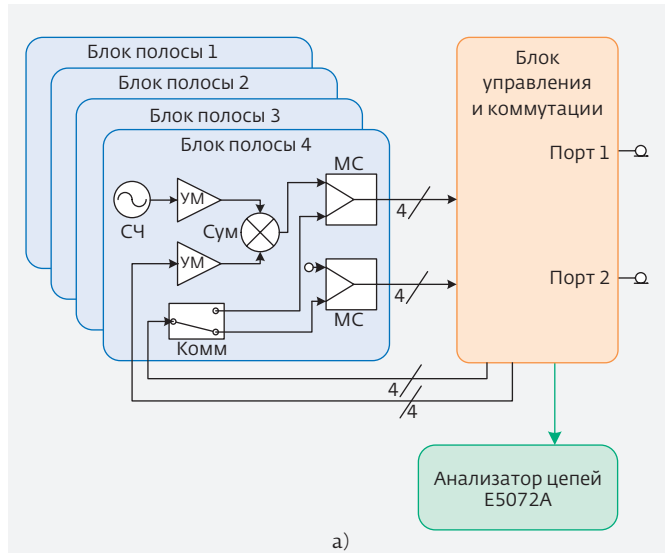 Блок полосы 1
Блок полосы 2
Блок полосы 3
Блок полосы 4
СЧ
УМ
УМ
Сум
МС
МС
Комм
4
4
4
4
Блок
управления
и коммутации
Порт 1
Порт 2
Анализатор цепей
E5072A
а)